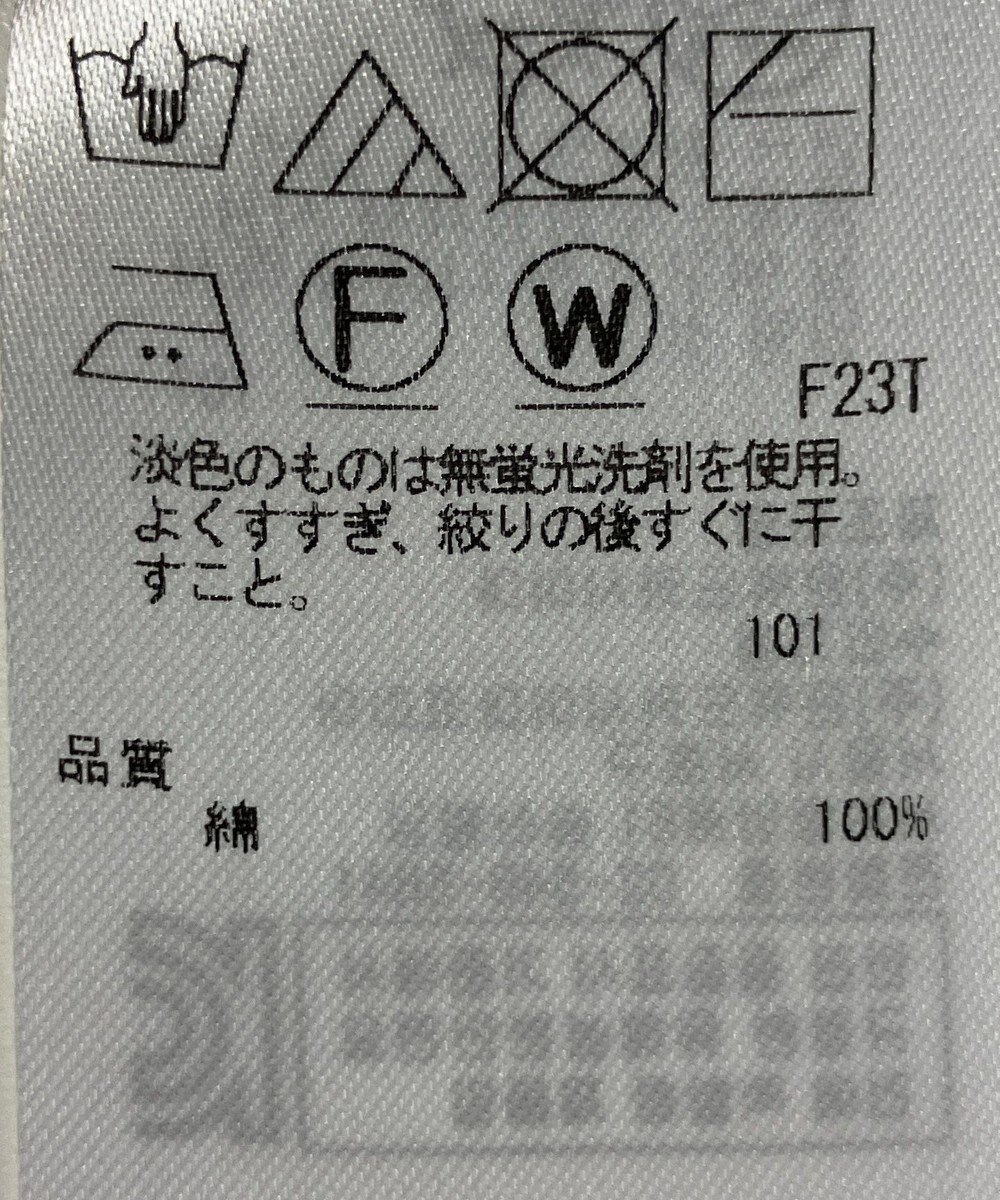 F W
F23T
淡色のものは無蛍光洗剤を使用。
よくすすぎ、絞りの後すぐに干
すこと。
101
品質
綿 100%